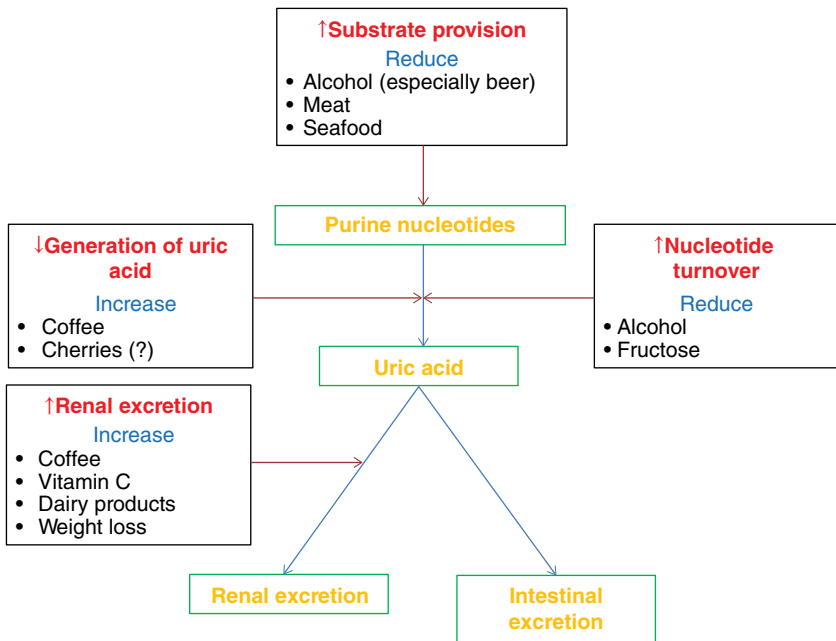 ↑Substrate provision
Reduce
• Alcohol (especially beer)
• Meat
• Seafood
Purine nucleotides
↓Generation of uric
acid
Increase
• Coffee
• Cherries (?)
↑Nucleotide
turnover
Reduce
• Alcohol
• Fructose
Uric acid
↑Renal excretion
Increase
• Coffee
• Vitamin C
• Dairy products
• Weight loss
Renal excretion
Intestinal
excretion